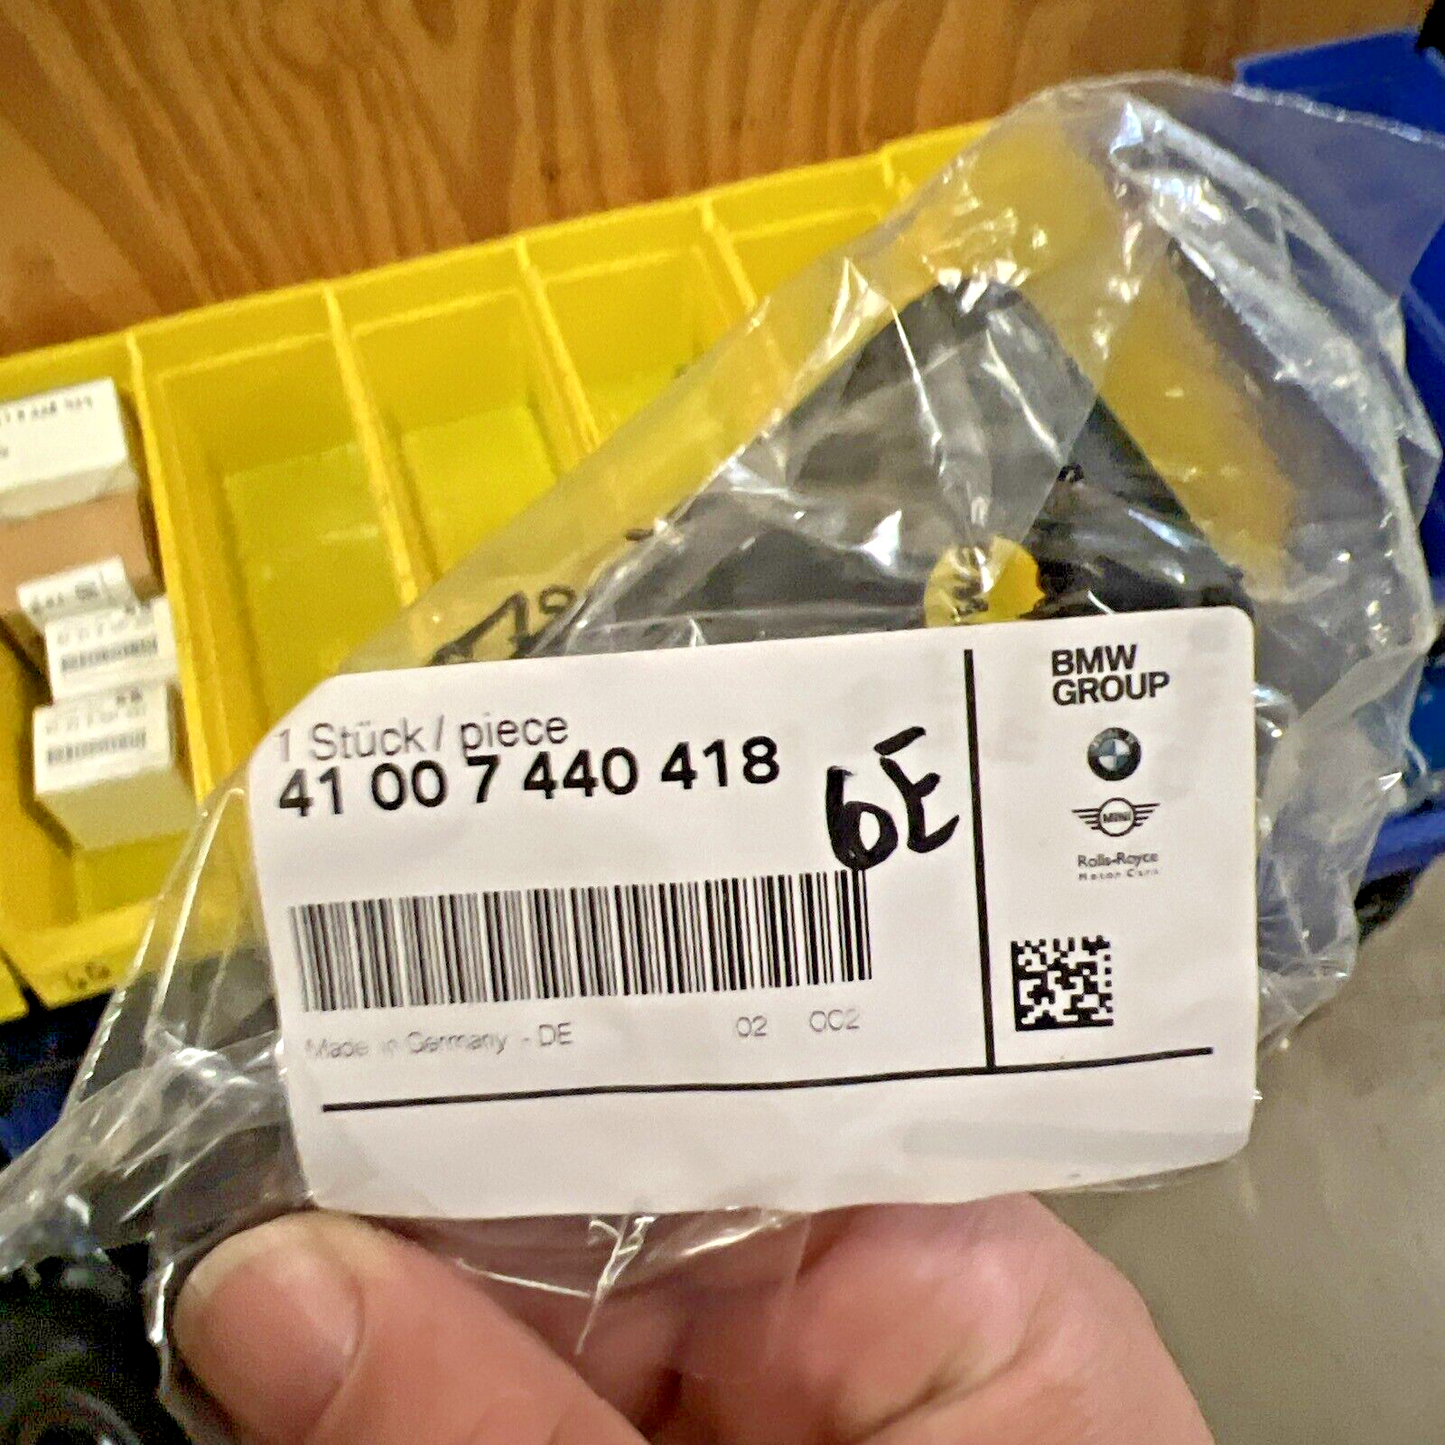 1 Stück / piece
41 00 7 440 418
6E
Made in Germany - DE
02 002
BMW
GROUP
MINI
Rolls-Royce
Motor Cars